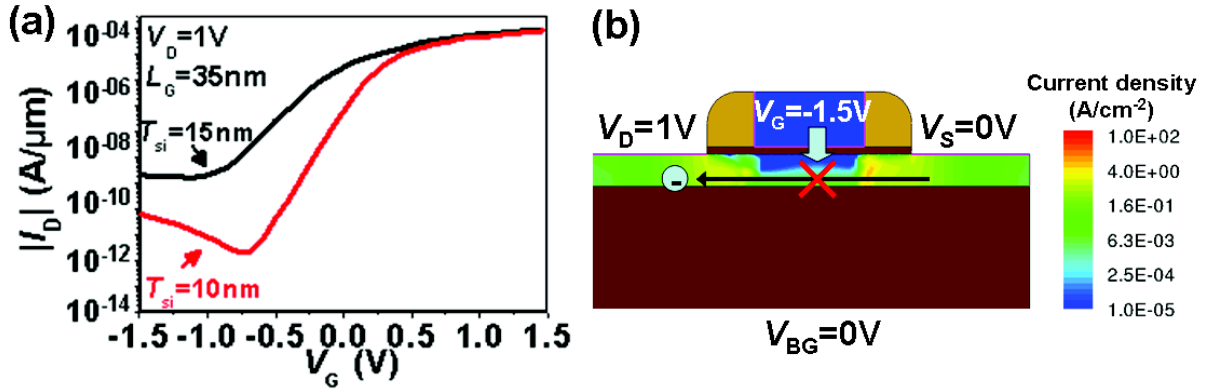 (a)
10^-04
10^-06
10^-08
10^-10
10^-12
10^-14
|I_D| (A/μm)
V_D=1V
L_G=35nm
T_si=15nm
T_si=10nm
-1.5 -1.0 -0.5 0.0 0.5 1.0 1.5
V_G (V)
(b)
V_D=1V
V_G=-1.5V
V_S=0V
-
V_BG=0V
Current density
(A/cm^-2)
1.0E+02
4.0E+00
1.6E-01
6.3E-03
2.5E-04
1.0E-05